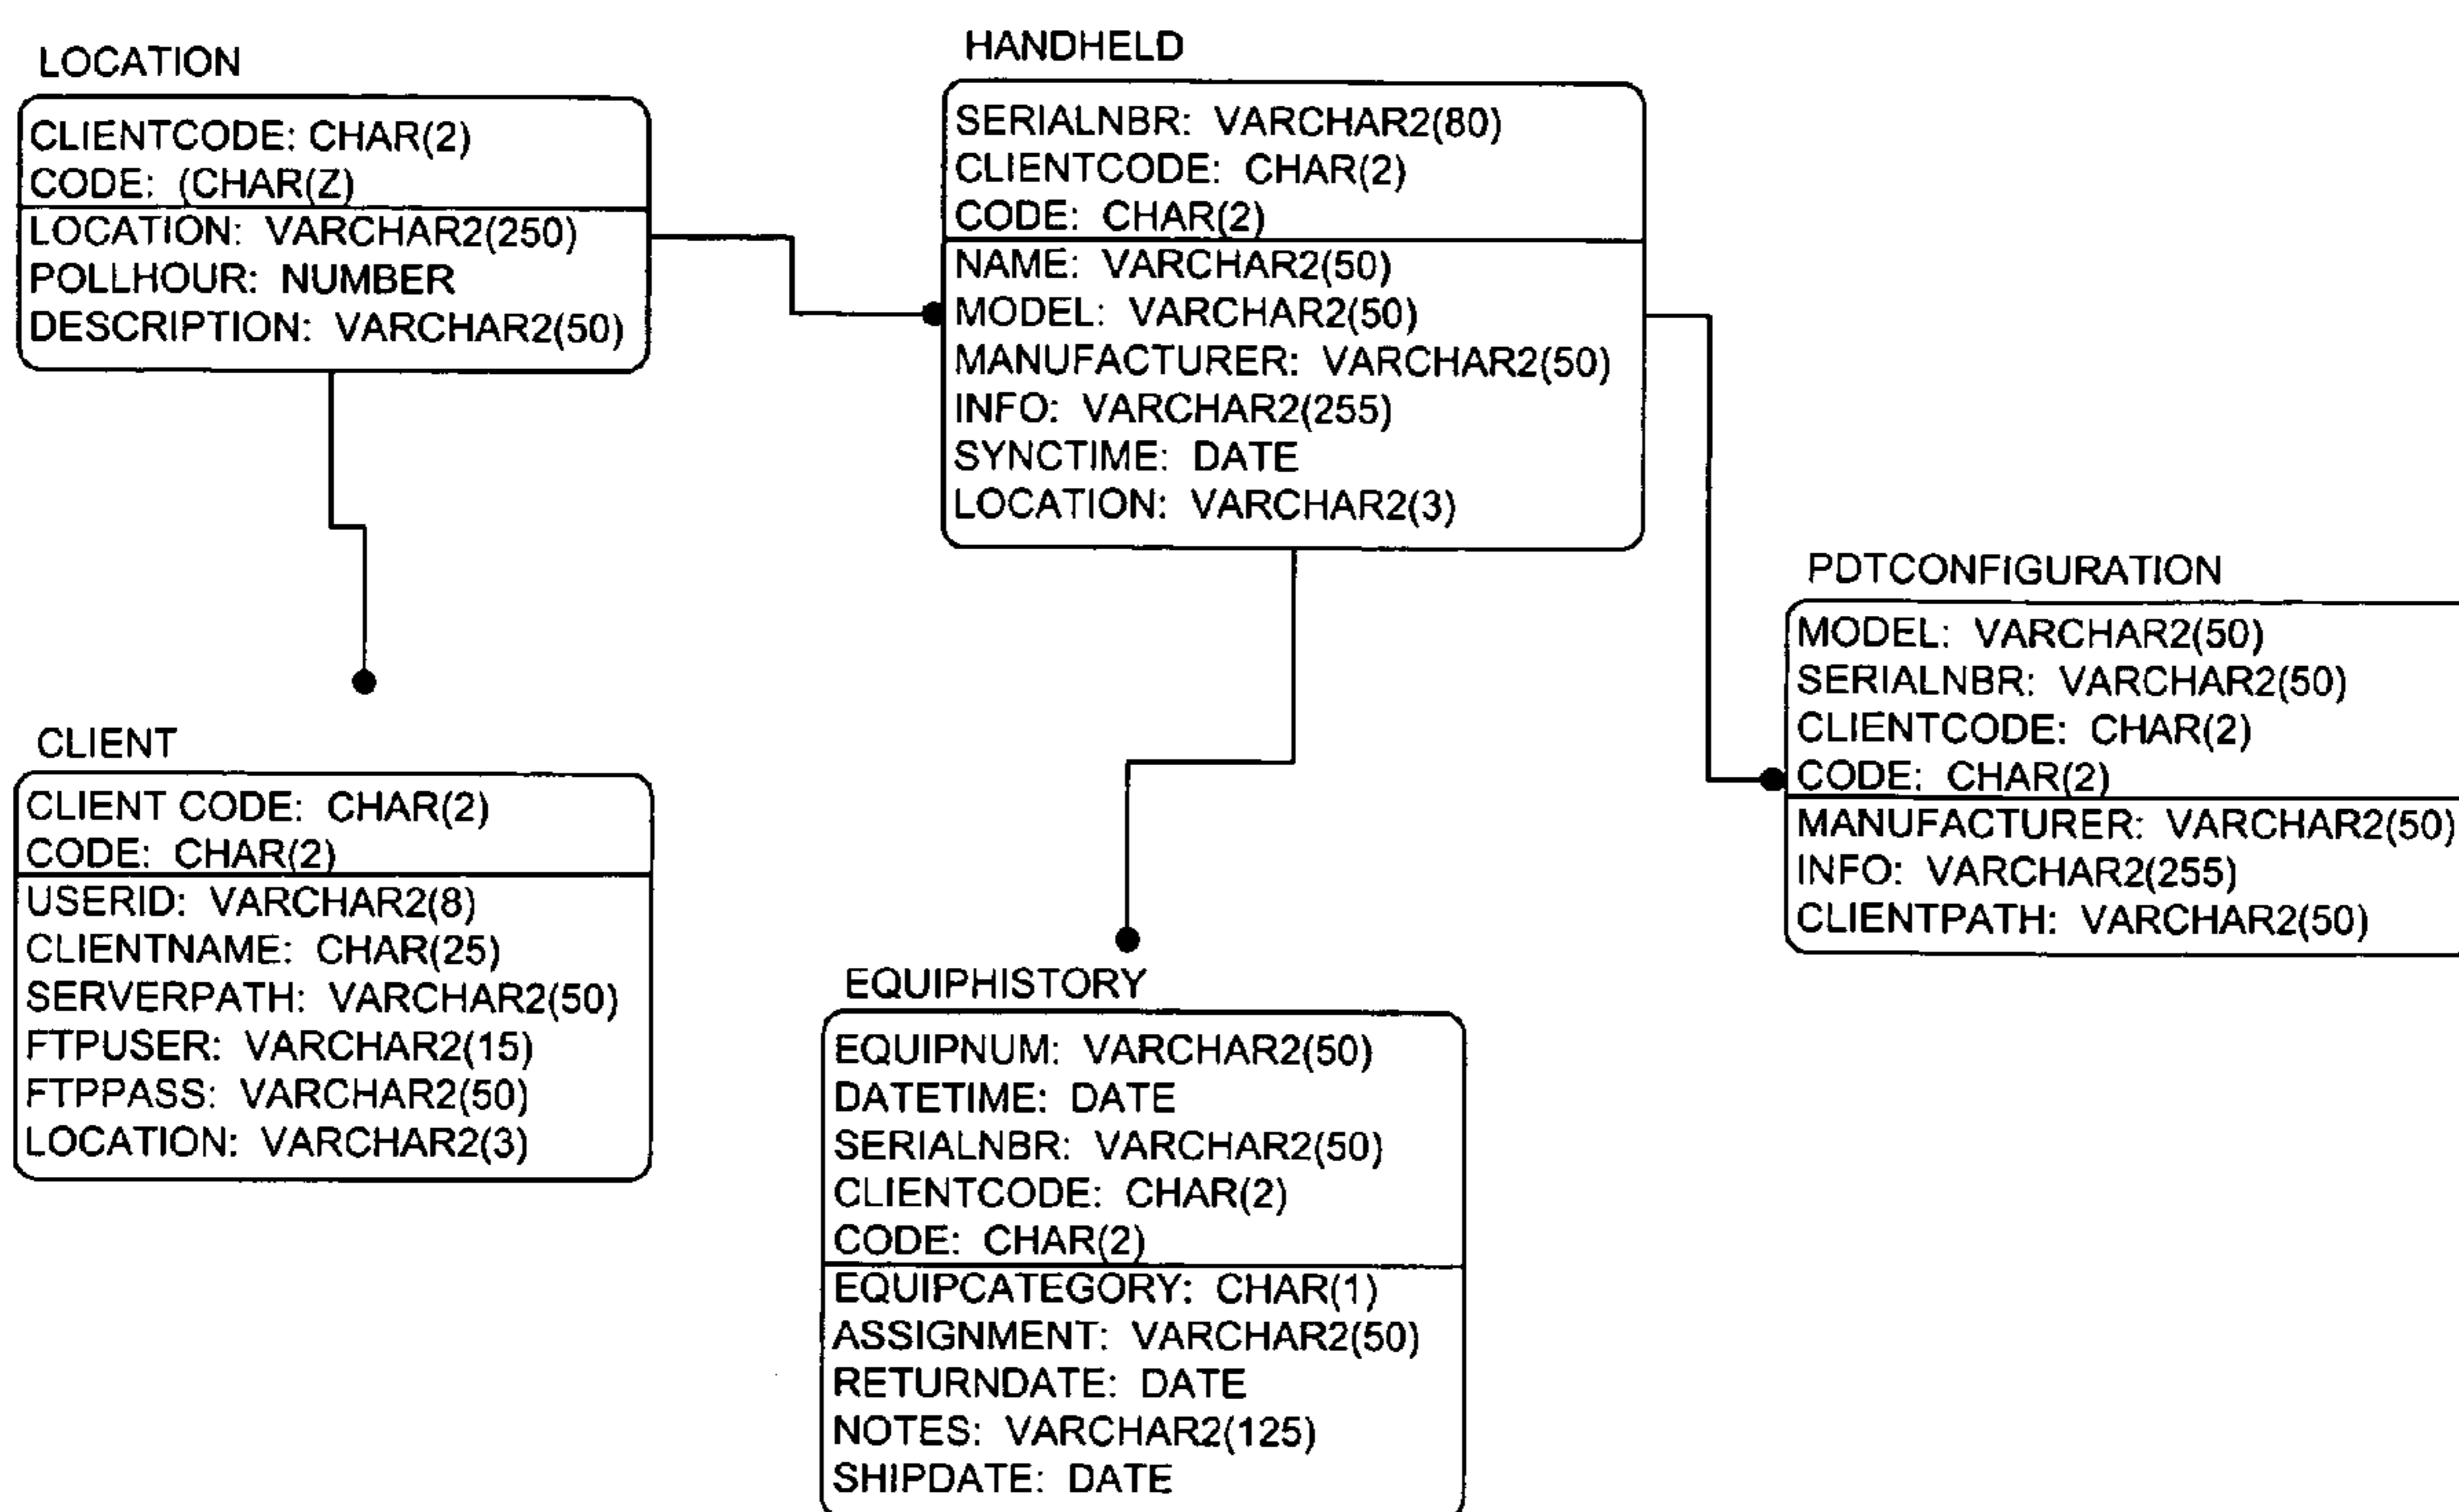 LOCATION
CLIENTCODE: CHAR(2)
CODE: (CHAR(Z)
LOCATION: VARCHAR2(250)
POLLHOUR: NUMBER
DESCRIPTION: VARCHAR2(50)
HANDHELD
SERIALNBR: VARCHAR2(80)
CLIENTCODE: CHAR(2)
CODE: CHAR(2)
NAME: VARCHAR2(50)
MODEL: VARCHAR2(50)
MANUFACTURER: VARCHAR2(50)
INFO: VARCHAR2(255)
SYNCTIME: DATE
LOCATION: VARCHAR2(3)
PDTCONFIGURATION
MODEL: VARCHAR2(50)
SERIALNBR: VARCHAR2(50)
CLIENTCODE: CHAR(2)
CODE: CHAR(2)
MANUFACTURER: VARCHAR2(50)
INFO: VARCHAR2(255)
CLIENTPATH: VARCHAR2(50)
CLIENT
CLIENT CODE: CHAR(2)
CODE: CHAR(2)
USERID: VARCHAR2(8)
CLIENTNAME: CHAR(25)
SERVERPATH: VARCHAR2(50)
FTPUSER: VARCHAR2(15)
FTPPASS: VARCHAR2(50)
LOCATION: VARCHAR2(3)
EQUIPHISTORY
EQUIPNUM: VARCHAR2(50)
DATETIME: DATE
SERIALNBR: VARCHAR2(50)
CLIENTCODE: CHAR(2)
CODE: CHAR(2)
EQUIPCATEGORY: CHAR(1)
ASSIGNMENT: VARCHAR2(50)
RETURNDATE: DATE
NOTES: VARCHAR2(125)
SHIPDATE: DATE